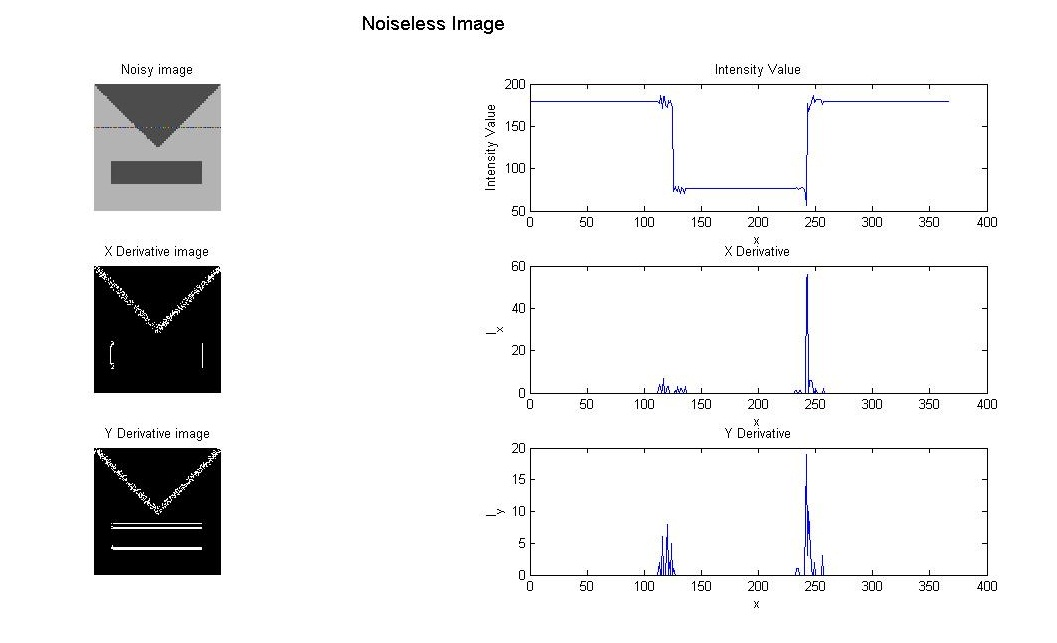 Noiseless Image
Noisy image
Intensity Value
Intensity Value
200
150
100
50
0 50 100 150 200 250 300 350 400
x
X Derivative image
X Derivative
I_x
60
40
20
0
0 50 100 150 200 250 300 350 400
x
Y Derivative image
Y Derivative
I_y
20
15
10
5
0
0 50 100 150 200 250 300 350 400
x